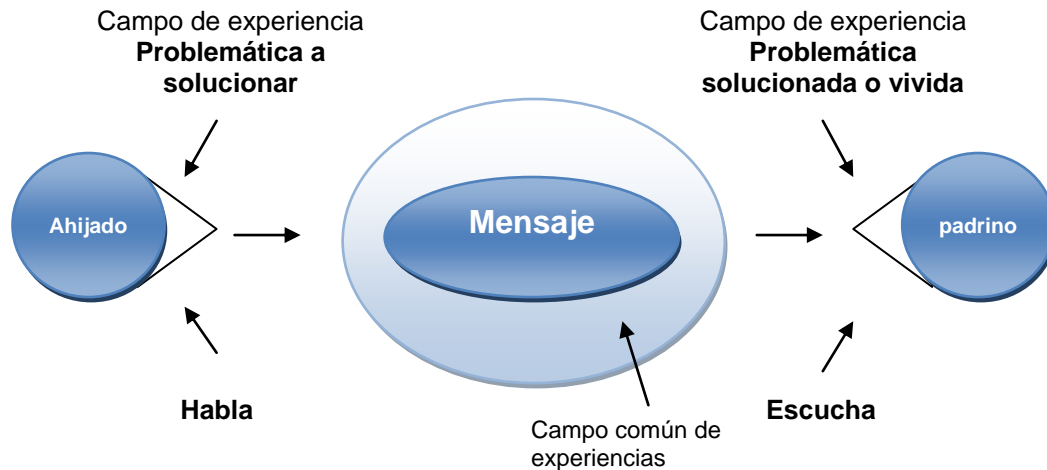 Campo de experiencia
Problemática a
solucionar
Campo de experiencia
Problemática
solucionada o vivida
Ahijado
Mensaje
padrino
Habla
Escucha
Campo común de
experiencias